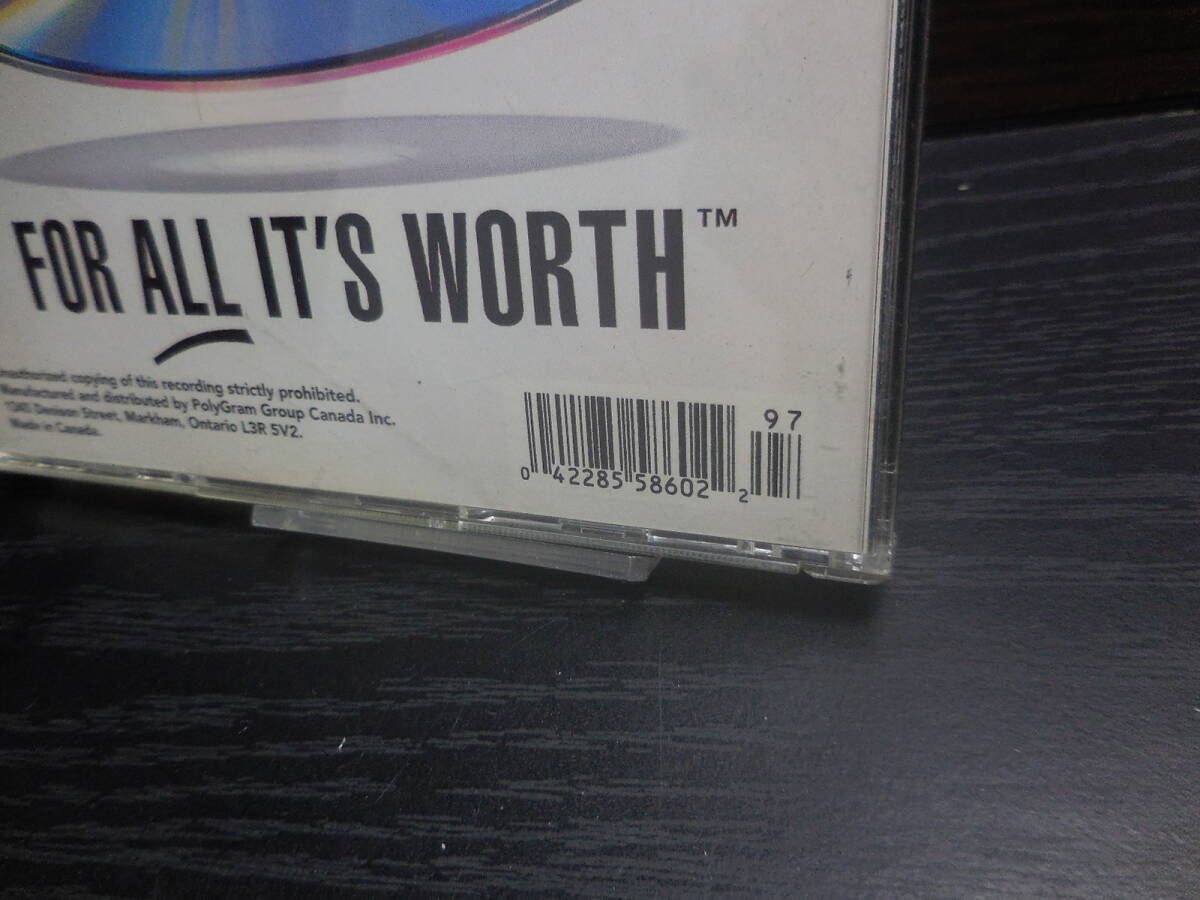 FOR ALL IT'S WORTH™
Unauthorized copying of this recording strictly prohibited.
Manufactured and distributed by PolyGram Group Canada Inc.
1345 Denison Street, Markham, Ontario L3R 5V2.
Made in Canada.
97
0 42285 58602 2